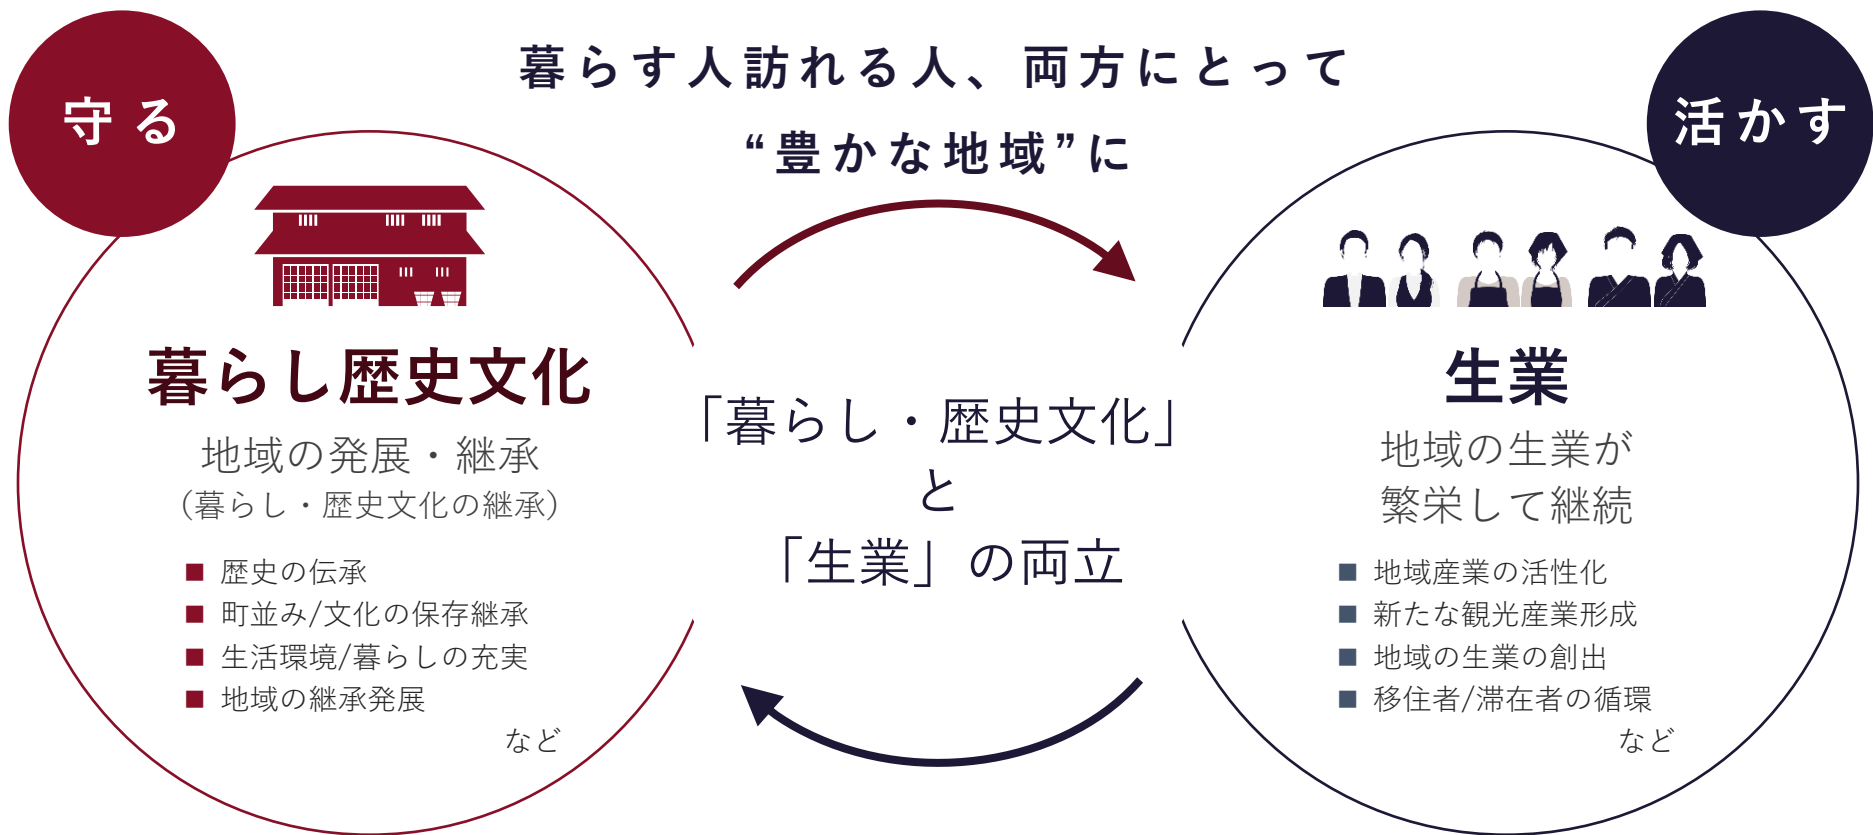 暮らす人訪れる人、両方にとって
“豊かな地域”に
守る
暮らし歴史文化
地域の発展・継承
（暮らし・歴史文化の継承）
■ 歴史の伝承
■ 町並み/文化の保存継承
■ 生活環境/暮らしの充実
■ 地域の継承発展
など
「暮らし・歴史文化」
と
「生業」の両立
活かす
生業
地域の生業が
繁栄して継続
■ 地域産業の活性化
■ 新たな観光産業形成
■ 地域の生業の創出
■ 移住者/滞在者の循環
など